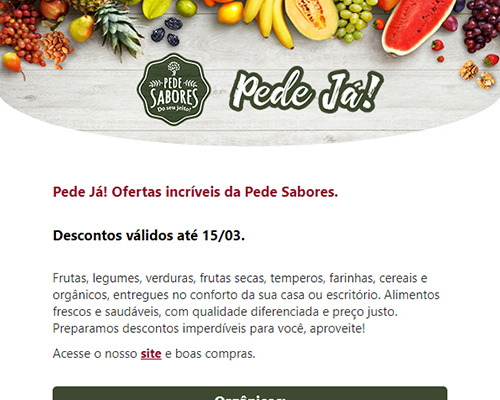 PEDE
SABORES
Do seu jeito!
Pede Já!
Pede Já! Ofertas incríveis da Pede Sabores.
Descontos válidos até 15/03.
Frutas, legumes, verduras, frutas secas, temperos, farinhas, cereais e
orgânicos, entregues no conforto da sua casa ou escritório. Alimentos
frescos e saudáveis, com qualidade diferenciada e preço justo.
Preparamos descontos imperdíveis para você, aproveite!
Acesse o nosso site e boas compras.
Orgânicos: